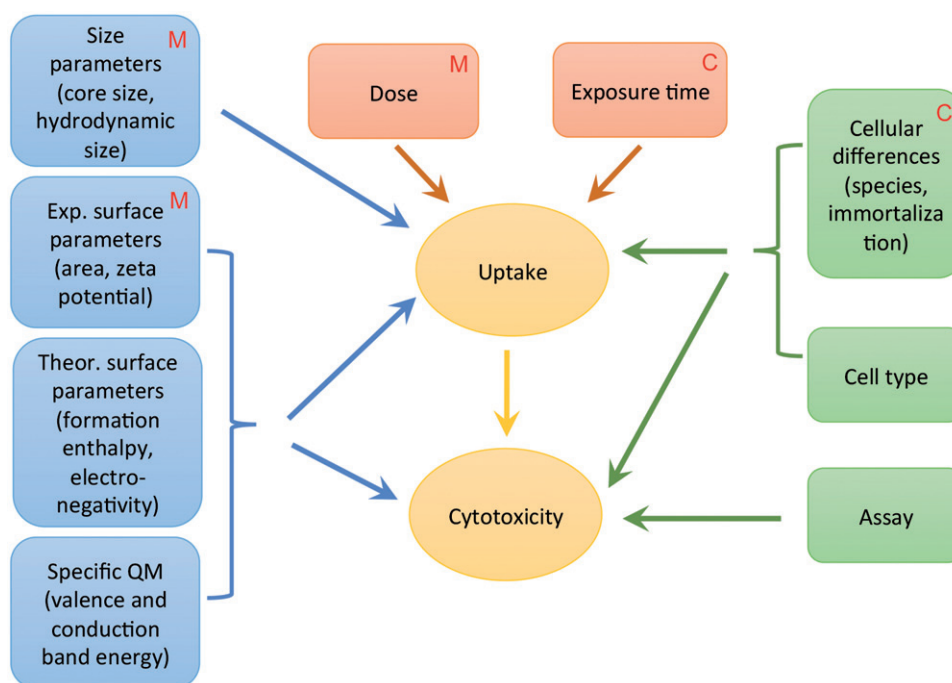 Size
M
parameters
(core size,
hydrodynamic
size)
M
Dose
C
Exposure time
C
Cellular
differences
(species,
immortaliza
tion)
Exp. surface
M
parameters
(area, zeta
potential)
Uptake
Theor. surface
parameters
(formation
enthalpy,
electro-
negativity)
Cell type
Cytotoxicity
Assay
Specific QM
(valence and
conduction
band energy)